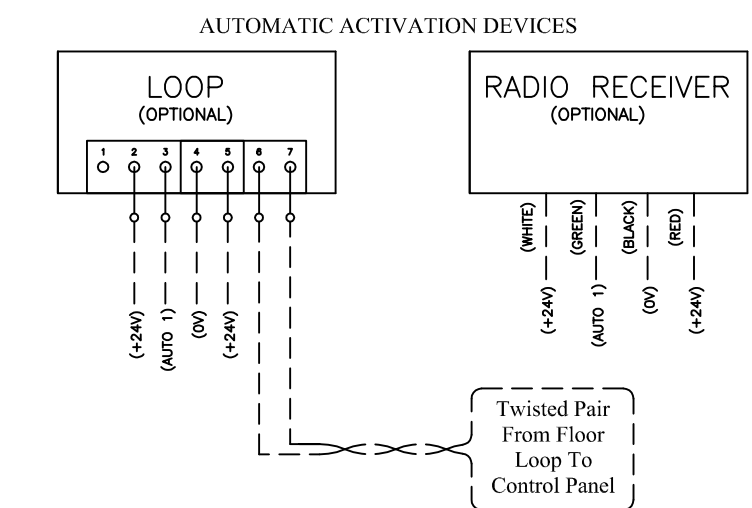 AUTOMATIC ACTIVATION DEVICES
LOOP
(OPTIONAL)
1 2 3 4 5 6 7
(+24V)
(AUTO 1)
(0V)
(+24V)
RADIO RECEIVER
(OPTIONAL)
(WHITE)
(GREEN)
(BLACK)
(RED)
(+24V)
(AUTO 1)
(0V)
(+24V)
Twisted Pair
From Floor
Loop To
Control Panel